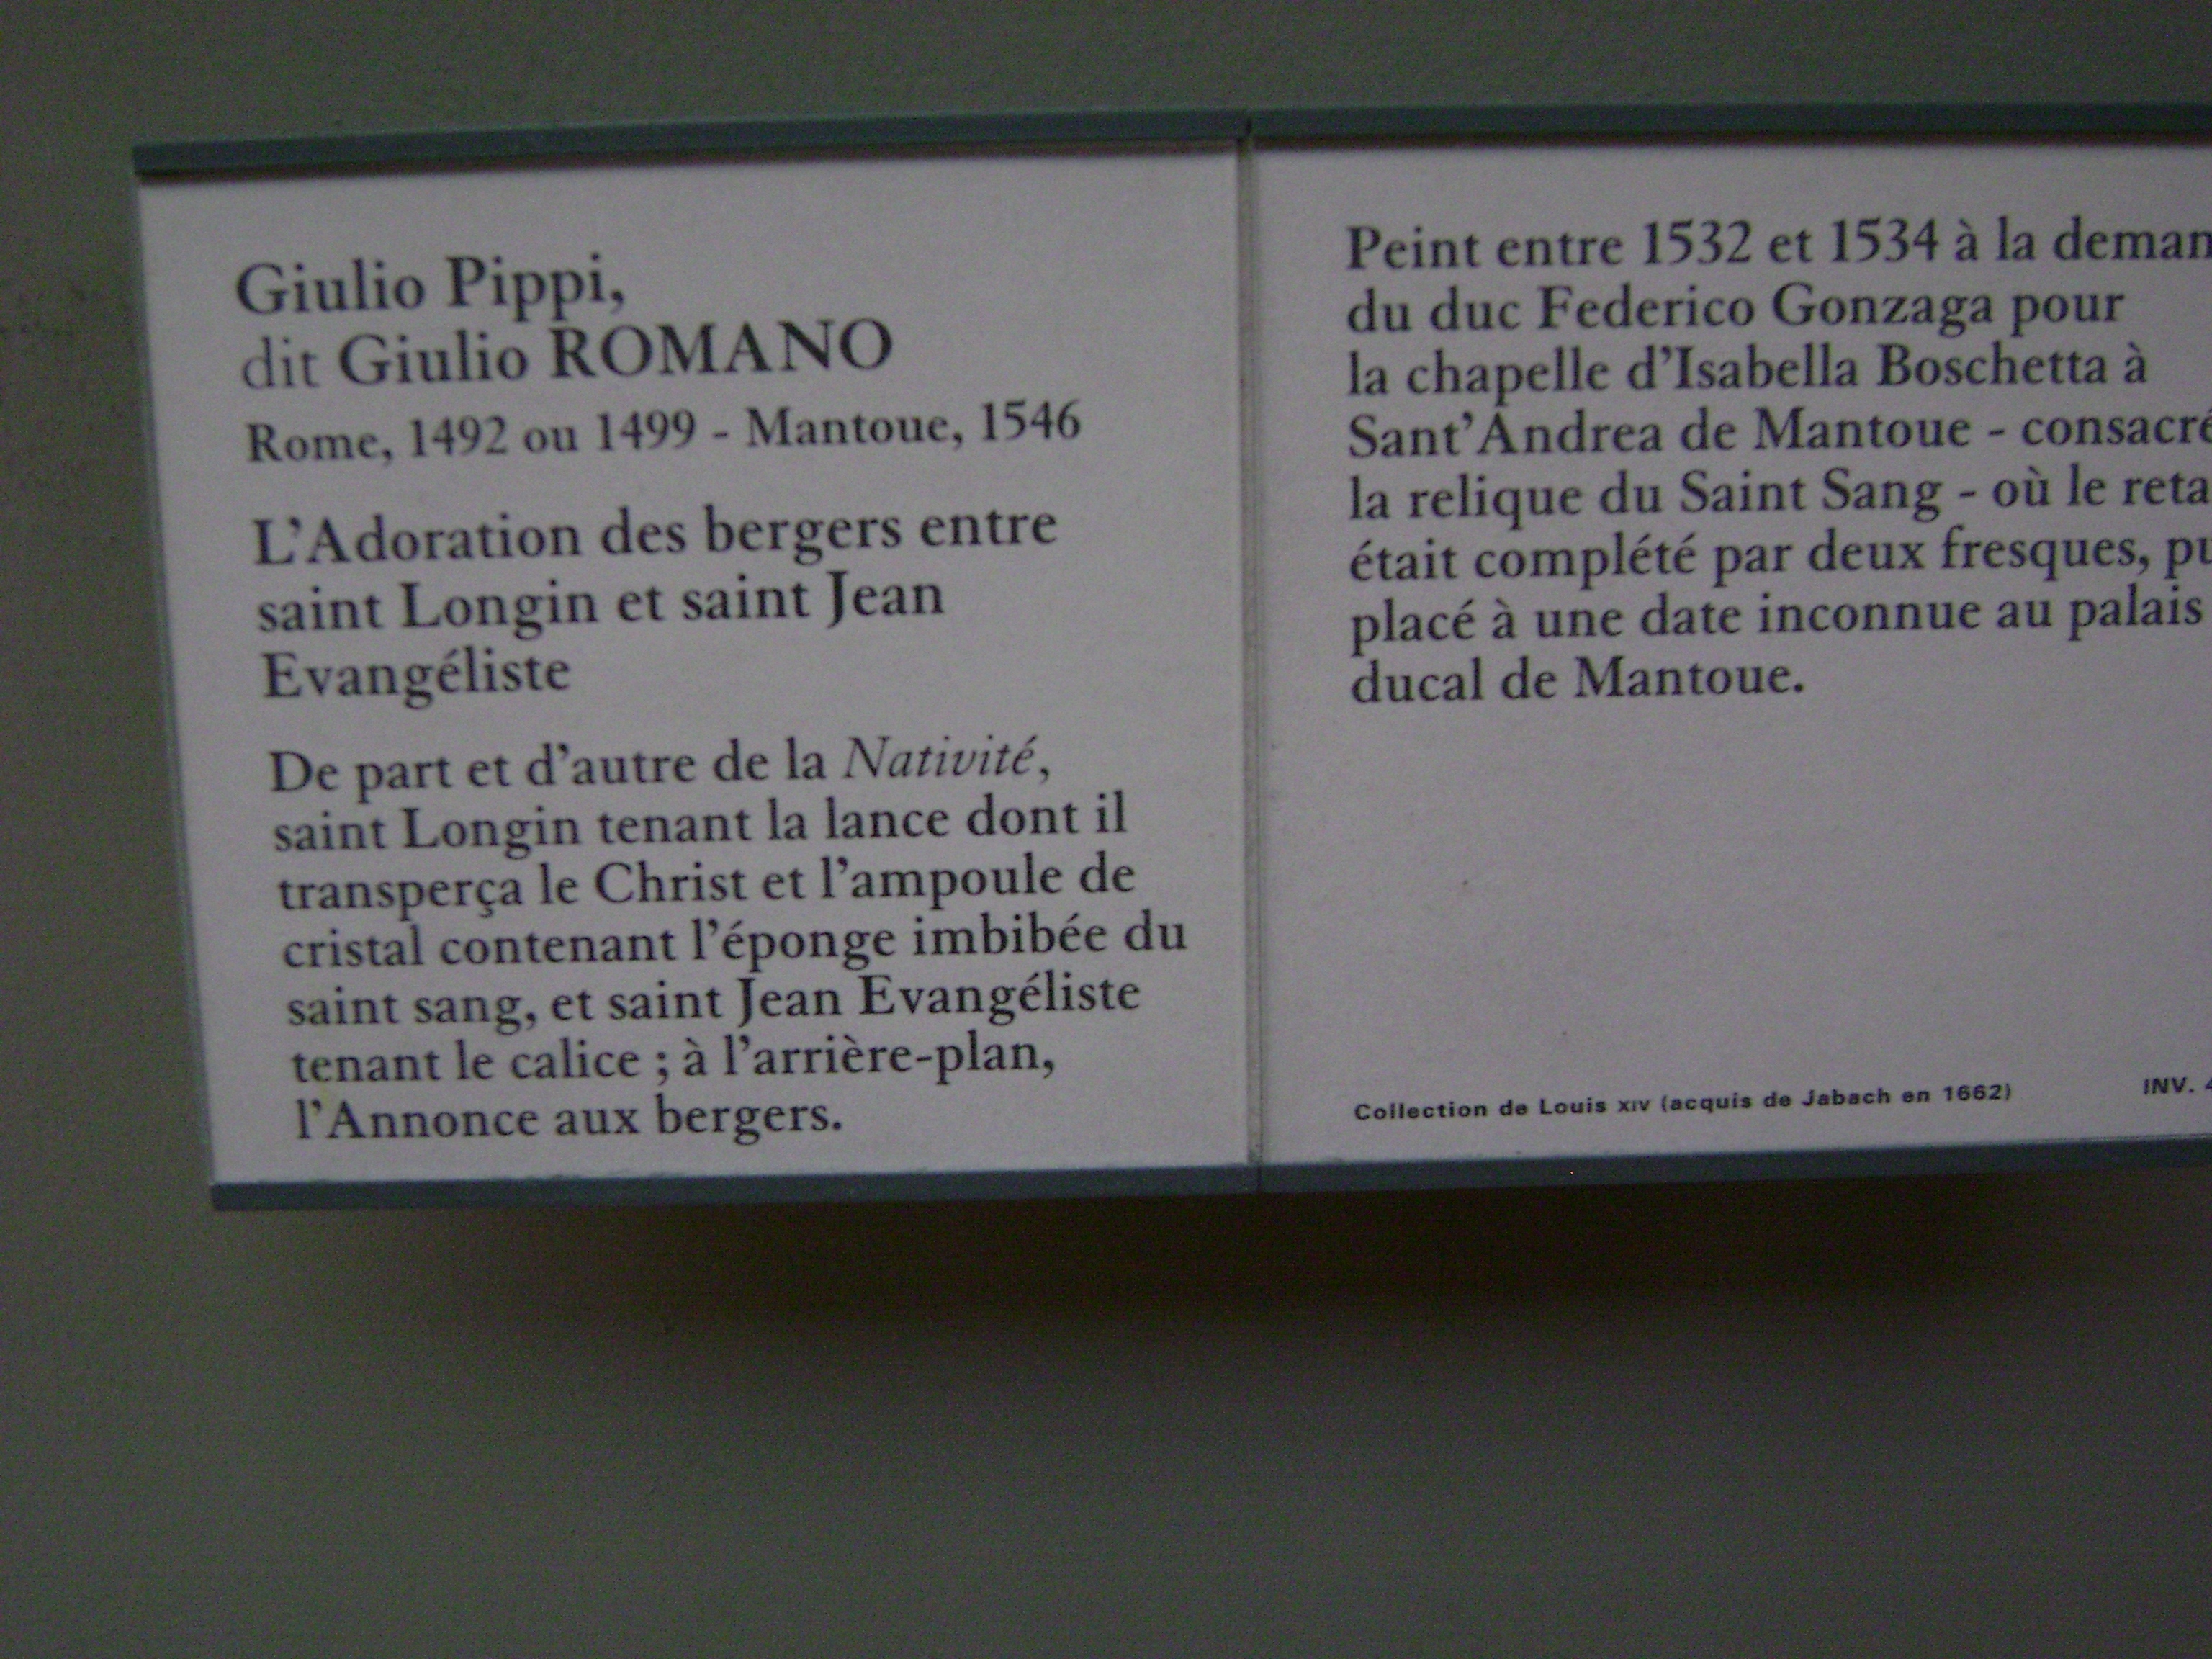 Giulio Pippi,
dit Giulio ROMANO
Rome, 1492 ou 1499 - Mantoue, 1546
L'Adoration des bergers entre
saint Longin et saint Jean
Evangéliste
De part et d'autre de la Nativité,
saint Longin tenant la lance dont il
transperça le Christ et l'ampoule de
cristal contenant l'éponge imbibée du
saint sang, et saint Jean Evangéliste
tenant le calice ; à l'arrière-plan,
l'Annonce aux bergers.
Peint entre 1532 et 1534 à la
du duc Federico Gonzaga pour
la chapelle d'Isabella Boschetta à
Sant'Andrea de Mantoue -
la relique du Saint Sang - où le
était complété par deux fresques,
placé à une date inconnue au palais
ducal de Mantoue.
Collection de Louis XIV (acquis de Jabach en 1662)
INV.